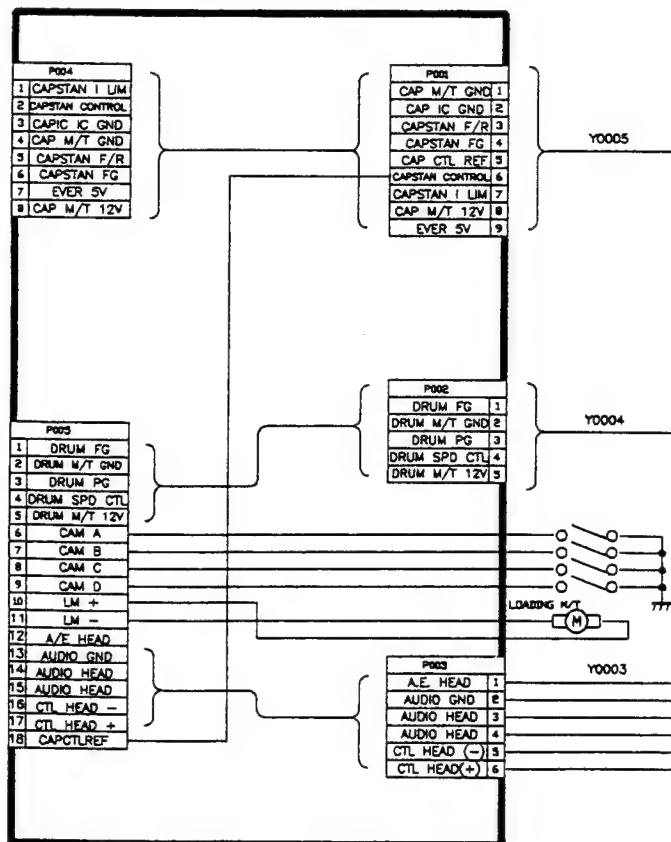 P004
1 CAPSTAN I LIM
2 CAPSTAN CONTROL
3 CAPIC IC GND
4 CAP M/T GND
5 CAPSTAN F/R
6 CAPSTAN FG
7 EVER 5V
8 CAP M/T 12V
P001
CAP M/T GND 1
CAP IC GND 2
CAPSTAN F/R 3
CAPSTAN FG 4
CAP CTL REF 5
CAPSTAN CONTROL 6
CAPSTAN I LIM 7
CAP M/T 12V 8
EVER 5V 9
Y0005
P002
DRUM FG 1
DRUM M/T GND 2
DRUM PG 3
DRUM SPD CTL 4
DRUM M/T 12V 5
Y0004
P005
1 DRUM FG
2 DRUM M/T GND
3 DRUM PG
4 DRUM SPD CTL
5 DRUM M/T 12V
6 CAM A
7 CAM B
8 CAM C
9 CAM D
10 LM +
11 LM -
12 A/E HEAD
13 AUDIO GND
14 AUDIO HEAD
15 AUDIO HEAD
16 CTL HEAD -
17 CTL HEAD +
18 CAPCTLREF
LOADING M/T
M
P003
A.E. HEAD 1
AUDIO GND 2
AUDIO HEAD 3
AUDIO HEAD 4
CTL HEAD (-) 5
CTL HEAD(+) 6
Y0003